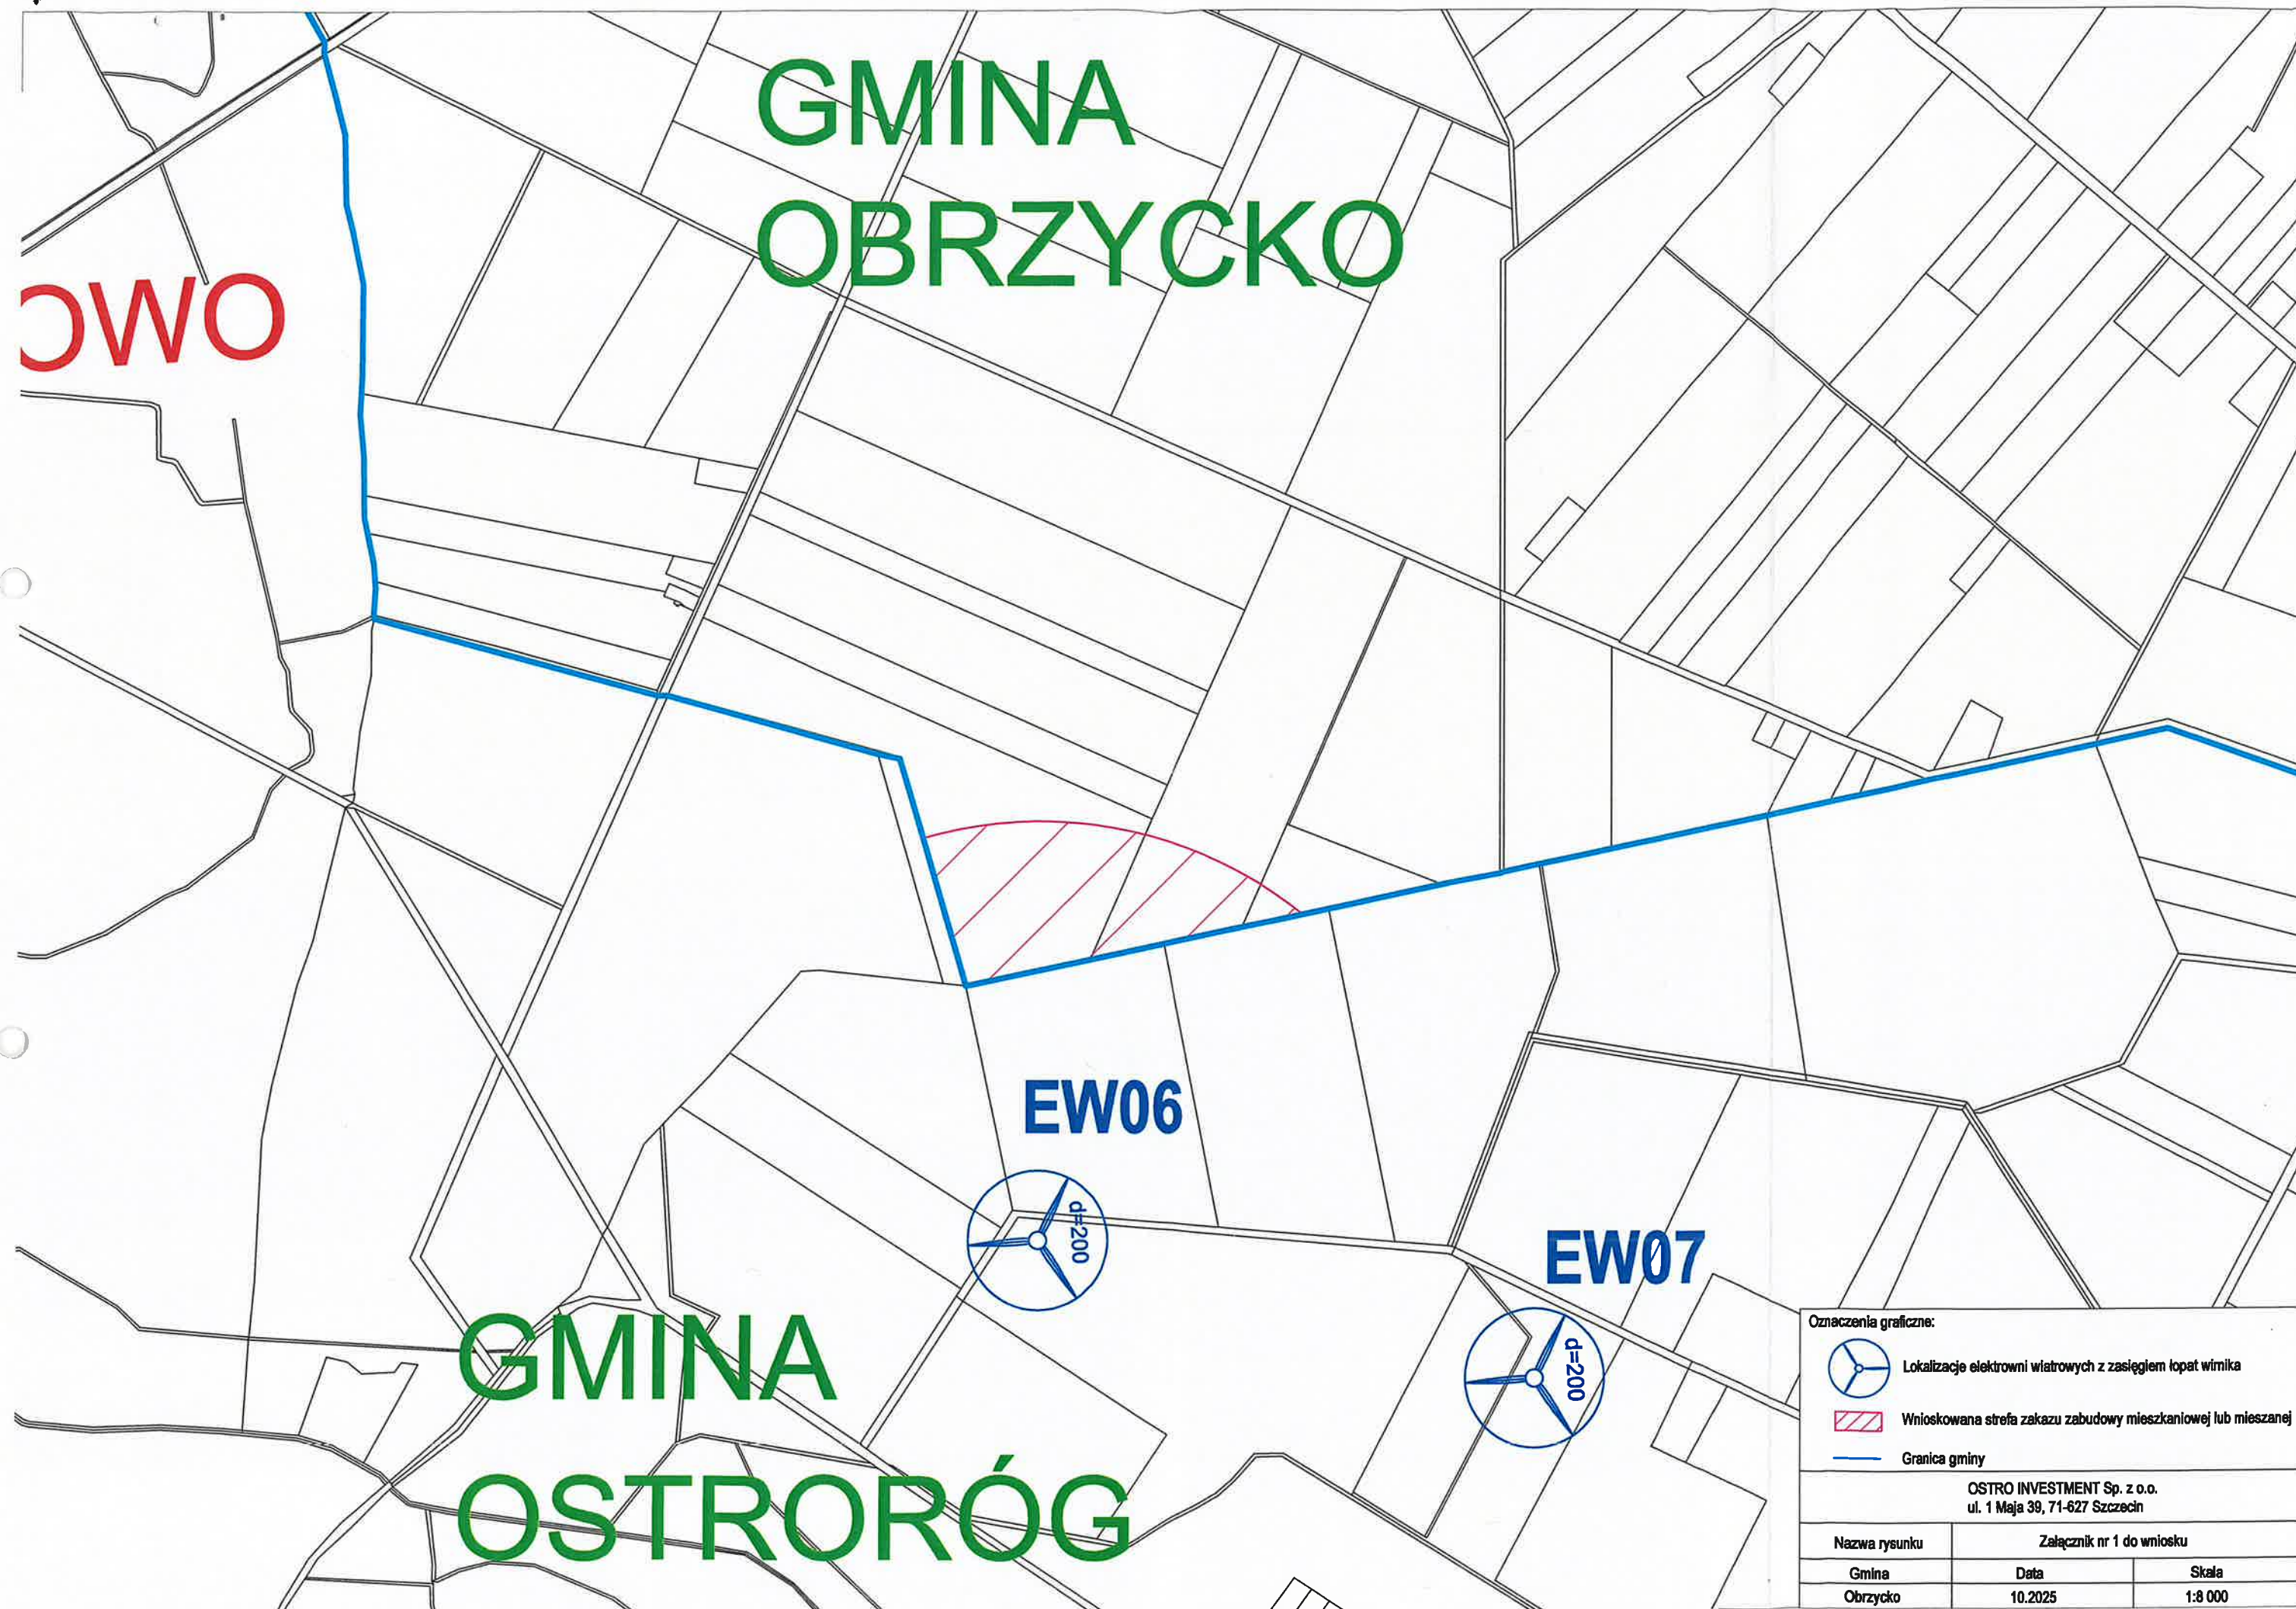 GMINA
OBRZYCKO
OWO
EW06
d=200
EW07
d=200
GMINA
OSTRORÓG
Oznaczenia graficzne:
Lokalizacje elektrowni wiatrowych z zasięgiem łopat wirnika
Wnioskowana strefa zakazu zabudowy mieszkaniowej lub mieszanej
Granica gminy
OSTRO INVESTMENT Sp. z o.o.
ul. 1 Maja 39, 71-627 Szczecin
Nazwa rysunku Załącznik nr 1 do wniosku
Gmina Data Skala
Obrzycko 10.2025 1:8 000